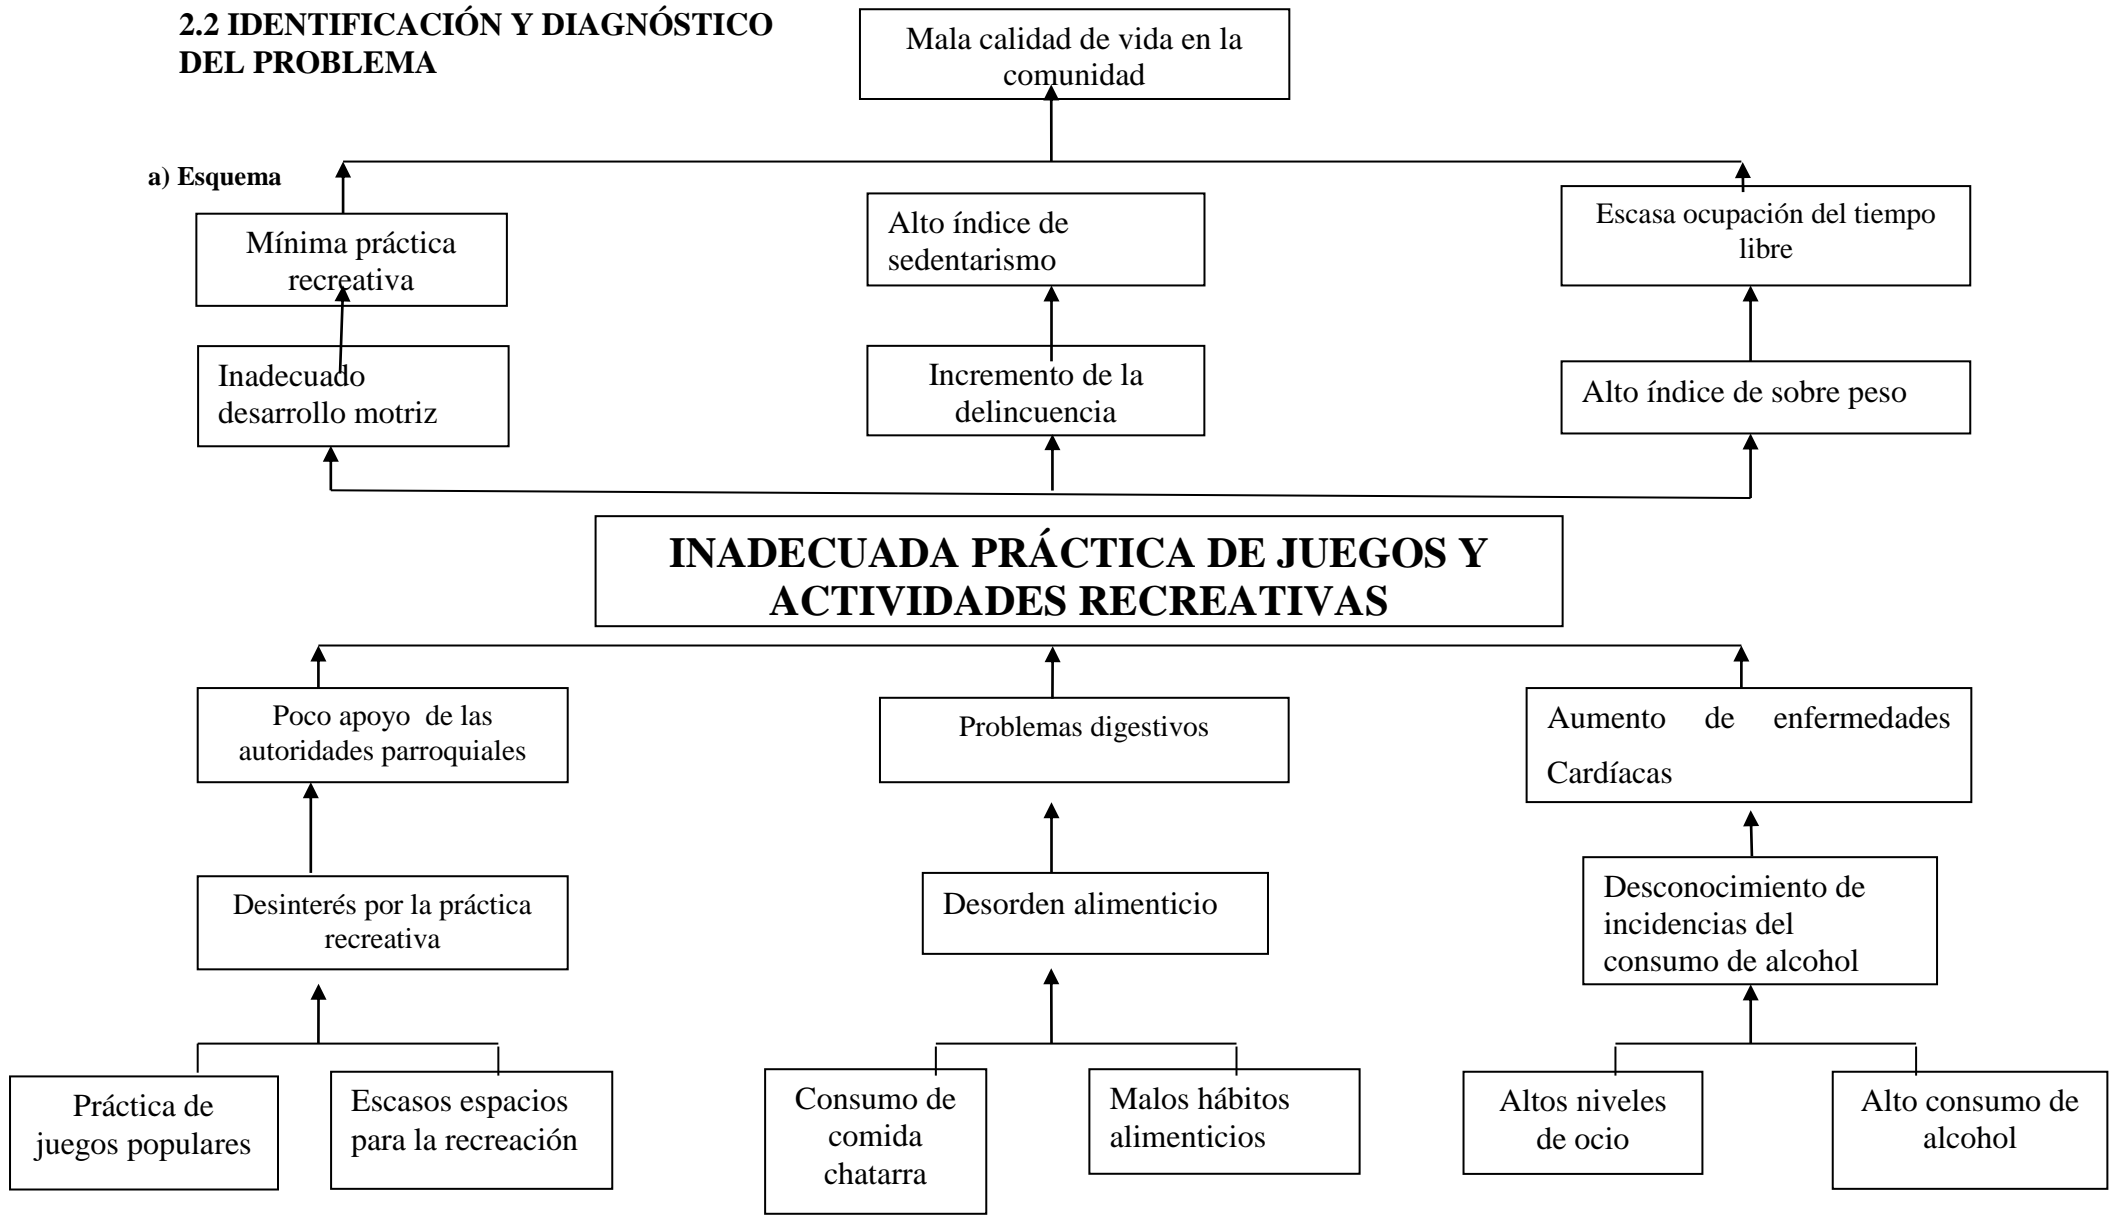 2.2 IDENTIFICACIÓN Y DIAGNÓSTICO
DEL PROBLEMA
Mala calidad de vida en la
comunidad
a) Esquema
Mínima práctica
recreativa
Alto índice de
sedentarismo
Escasa ocupación del tiempo
libre
Inadecuado
desarrollo motriz
Incremento de la
delincuencia
Alto índice de sobre peso
INADECUADA PRÁCTICA DE JUEGOS Y
ACTIVIDADES RECREATIVAS
Poco apoyo de las
autoridades parroquiales
Problemas digestivos
Aumento de enfermedades
Cardíacas
Desinterés por la práctica
recreativa
Desorden alimenticio
Desconocimiento de
incidencias del
consumo de alcohol
Práctica de
juegos populares
Escasos espacios
para la recreación
Consumo de
comida
chatarra
Malos hábitos
alimenticios
Altos niveles
de ocio
Alto consumo de
alcohol